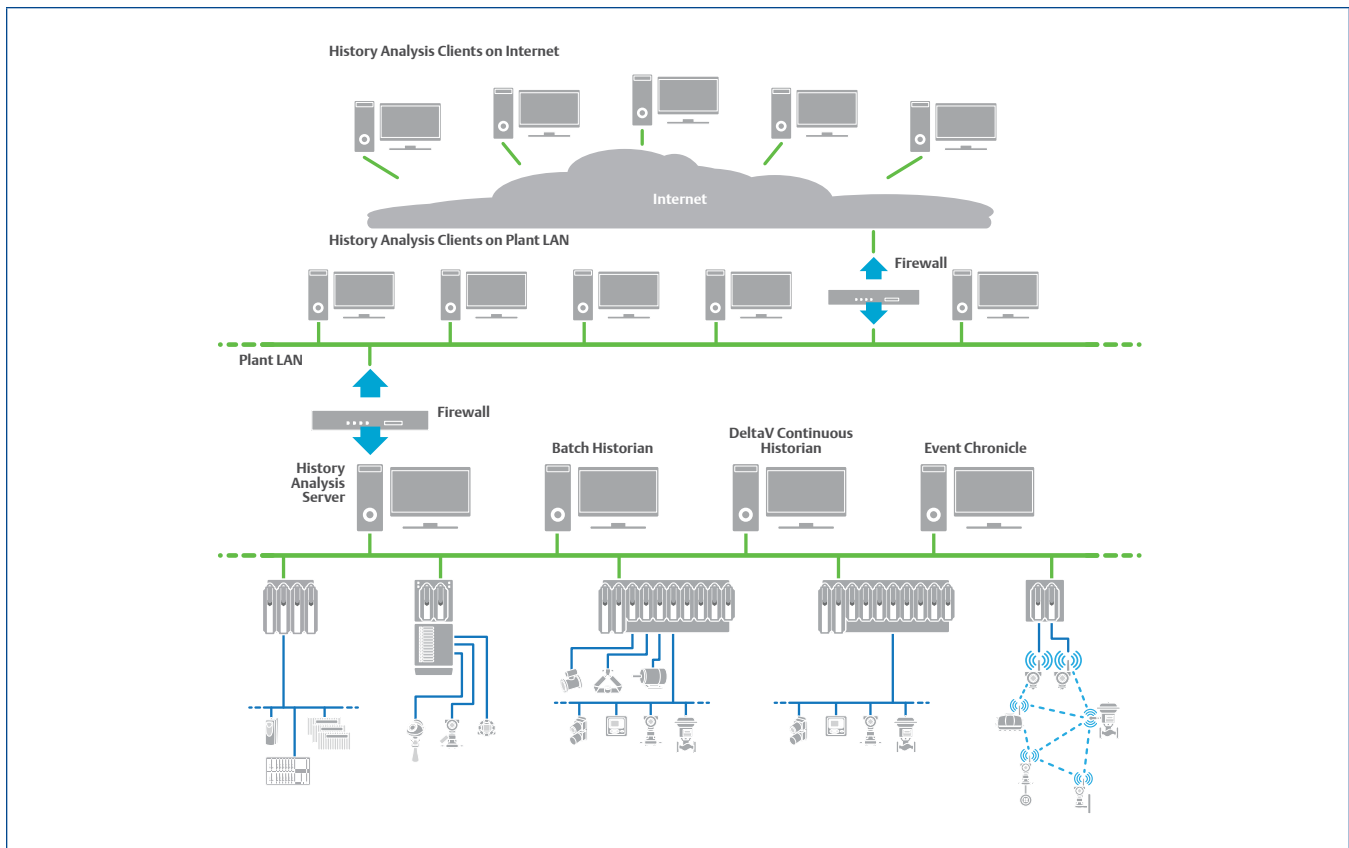 History Analysis Clients on Internet
Internet
History Analysis Clients on Plant LAN
Firewall
Plant LAN
Firewall
History
Analysis
Server
Batch Historian
DeltaV Continuous
Historian
Event Chronicle